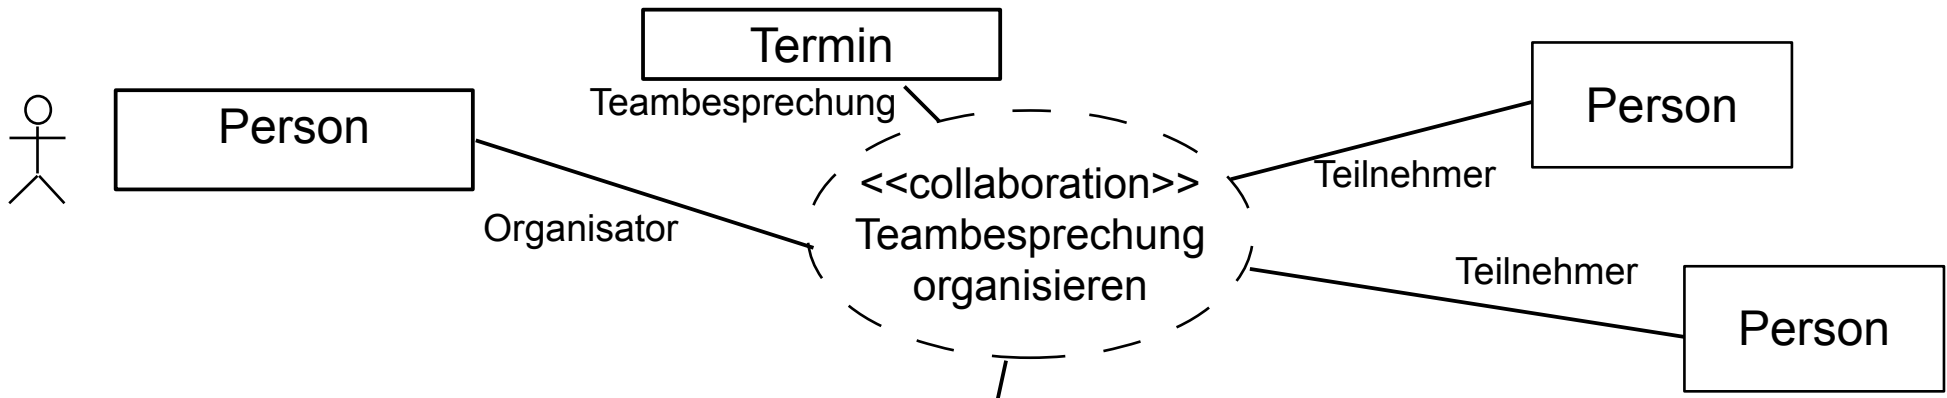 Termin
Teambesprechung
Person
Organisator
<<collaboration>>
Teambesprechung
organisieren
Person
Teilnehmer
Teilnehmer
Person